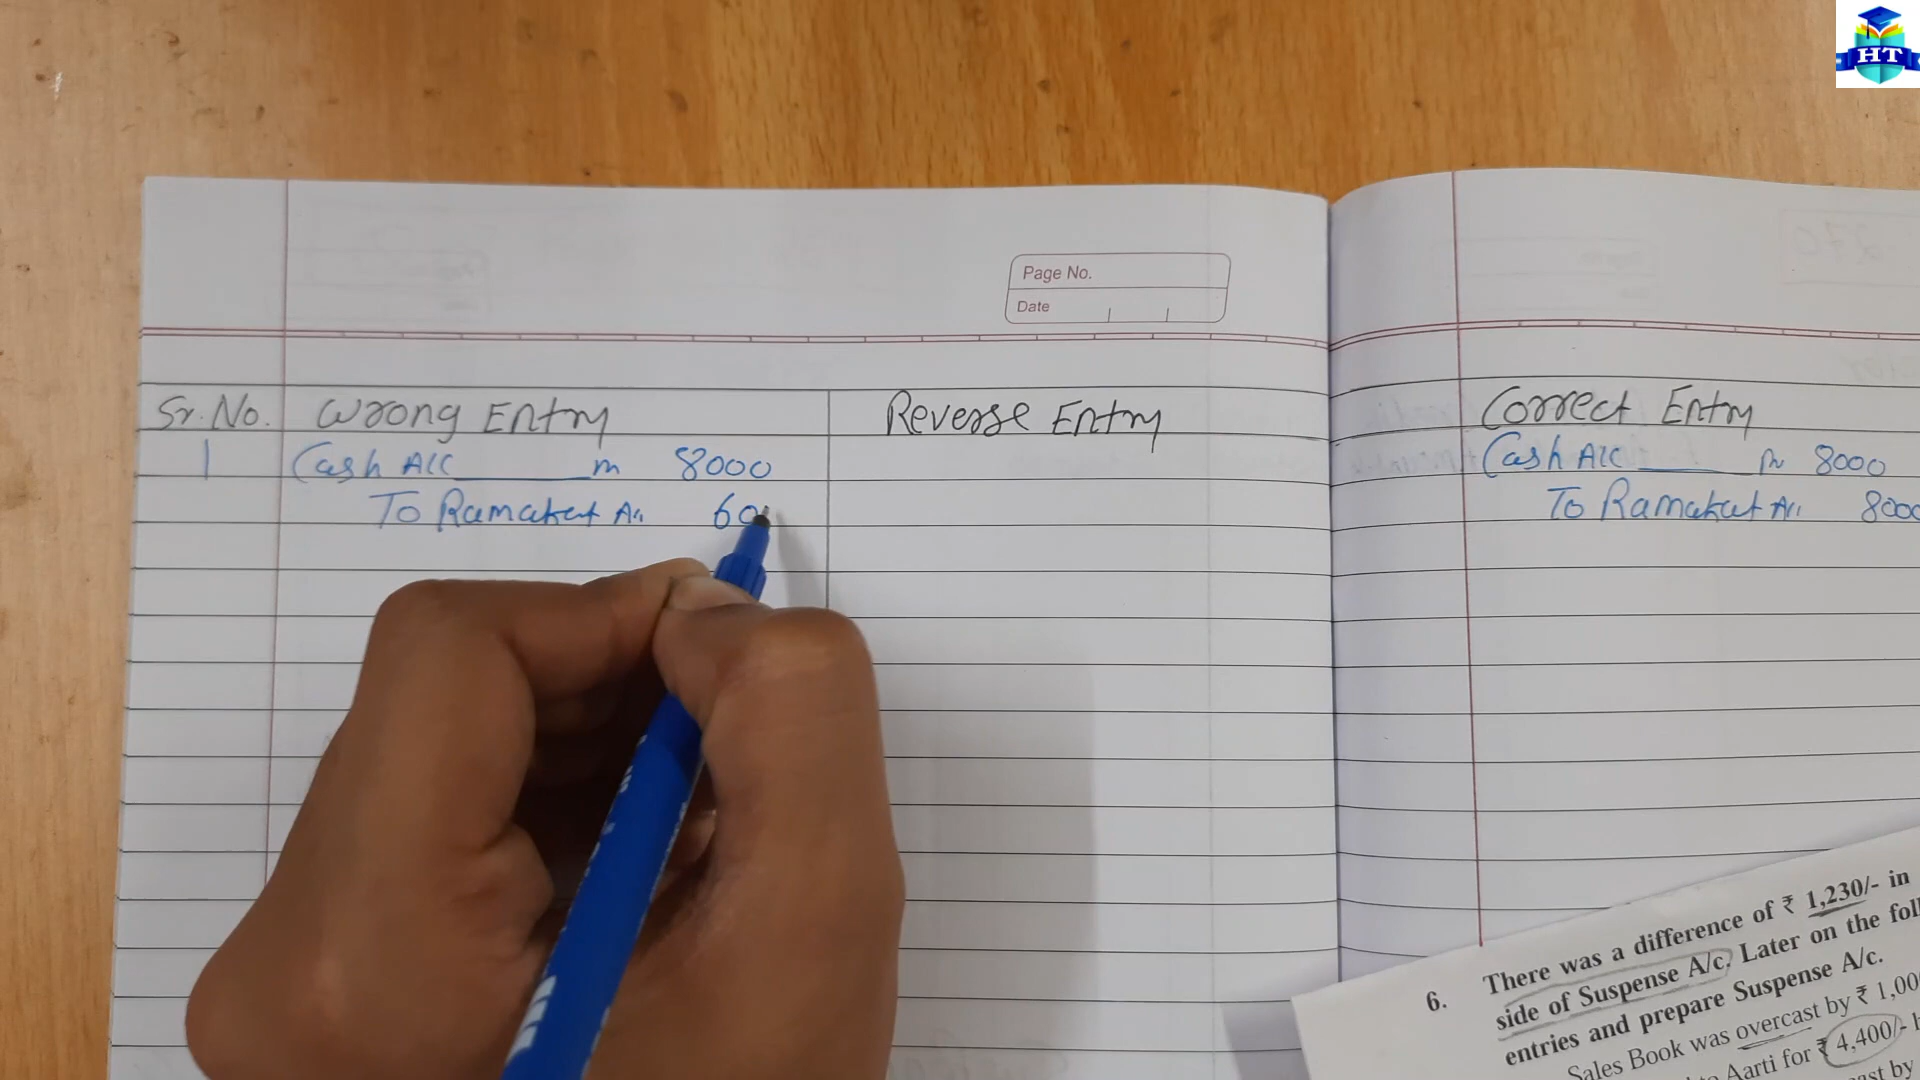 HT
Page No.
Date
Sr. No. Wrong Entry Reverse Entry Correct Entry
1 Cash A/c 8000 Cash A/c 8000
To Ramakant A/c 60 To Ramakant A/c 8000
6. There was a difference of ₹ 1,230/- in
side of Suspense A/c. Later on the
entries and prepare Suspense A/c.
Sales Book was overcast by ₹
Aarti for ₹ 4,400/-
by